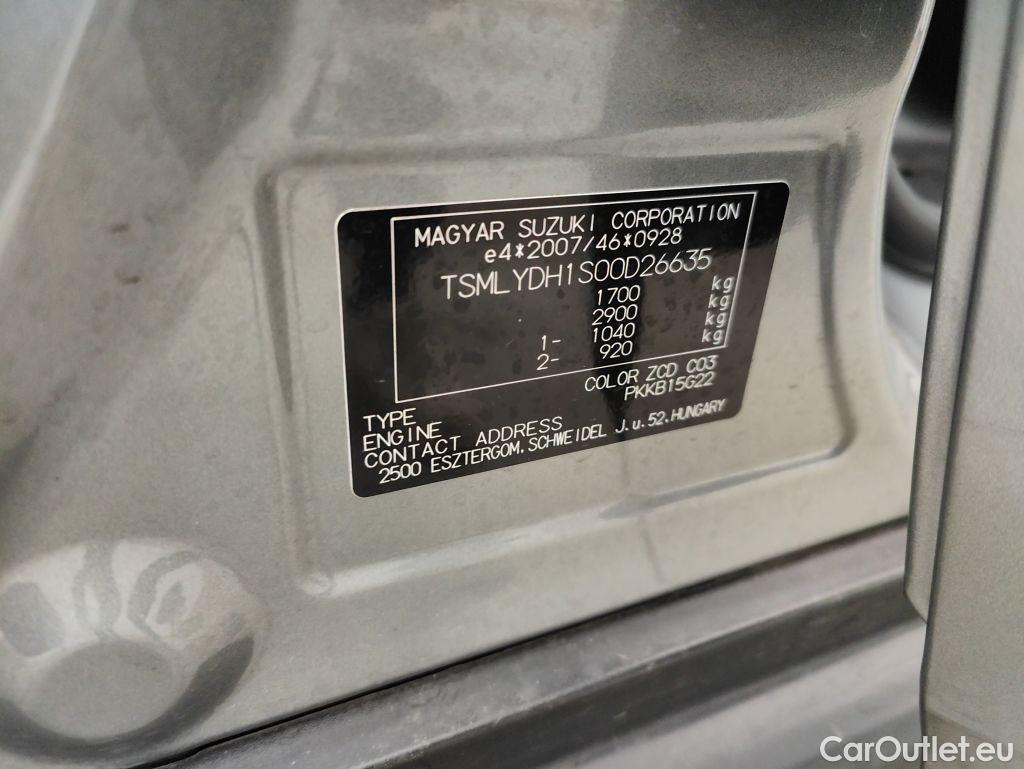 MAGYAR SUZUKI CORPORATION
e4*2007/46*0928
TSMLYDH1S00D26635
1700 kg
2900 kg
1- 1040 kg
2- 920 kg
COLOR ZCD C03
TYPE PKKB15G22
ENGINE
CONTACT ADDRESS
2500 ESZTERGOM.SCHWEIDEL J.u.52.HUNGARY
CarOutlet.eu